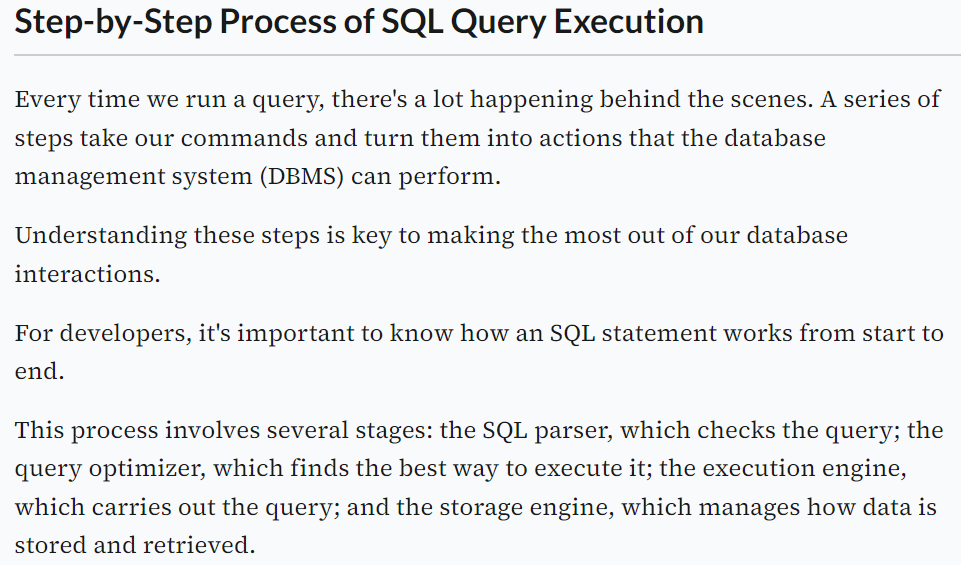 Step-by-Step Process of SQL Query Execution
Every time we run a query, there's a lot happening behind the scenes. A series of
steps take our commands and turn them into actions that the database
management system (DBMS) can perform.
Understanding these steps is key to making the most out of our database
interactions.
For developers, it's important to know how an SQL statement works from start to
end.
This process involves several stages: the SQL parser, which checks the query; the
query optimizer, which finds the best way to execute it; the execution engine,
which carries out the query; and the storage engine, which manages how data is
stored and retrieved.